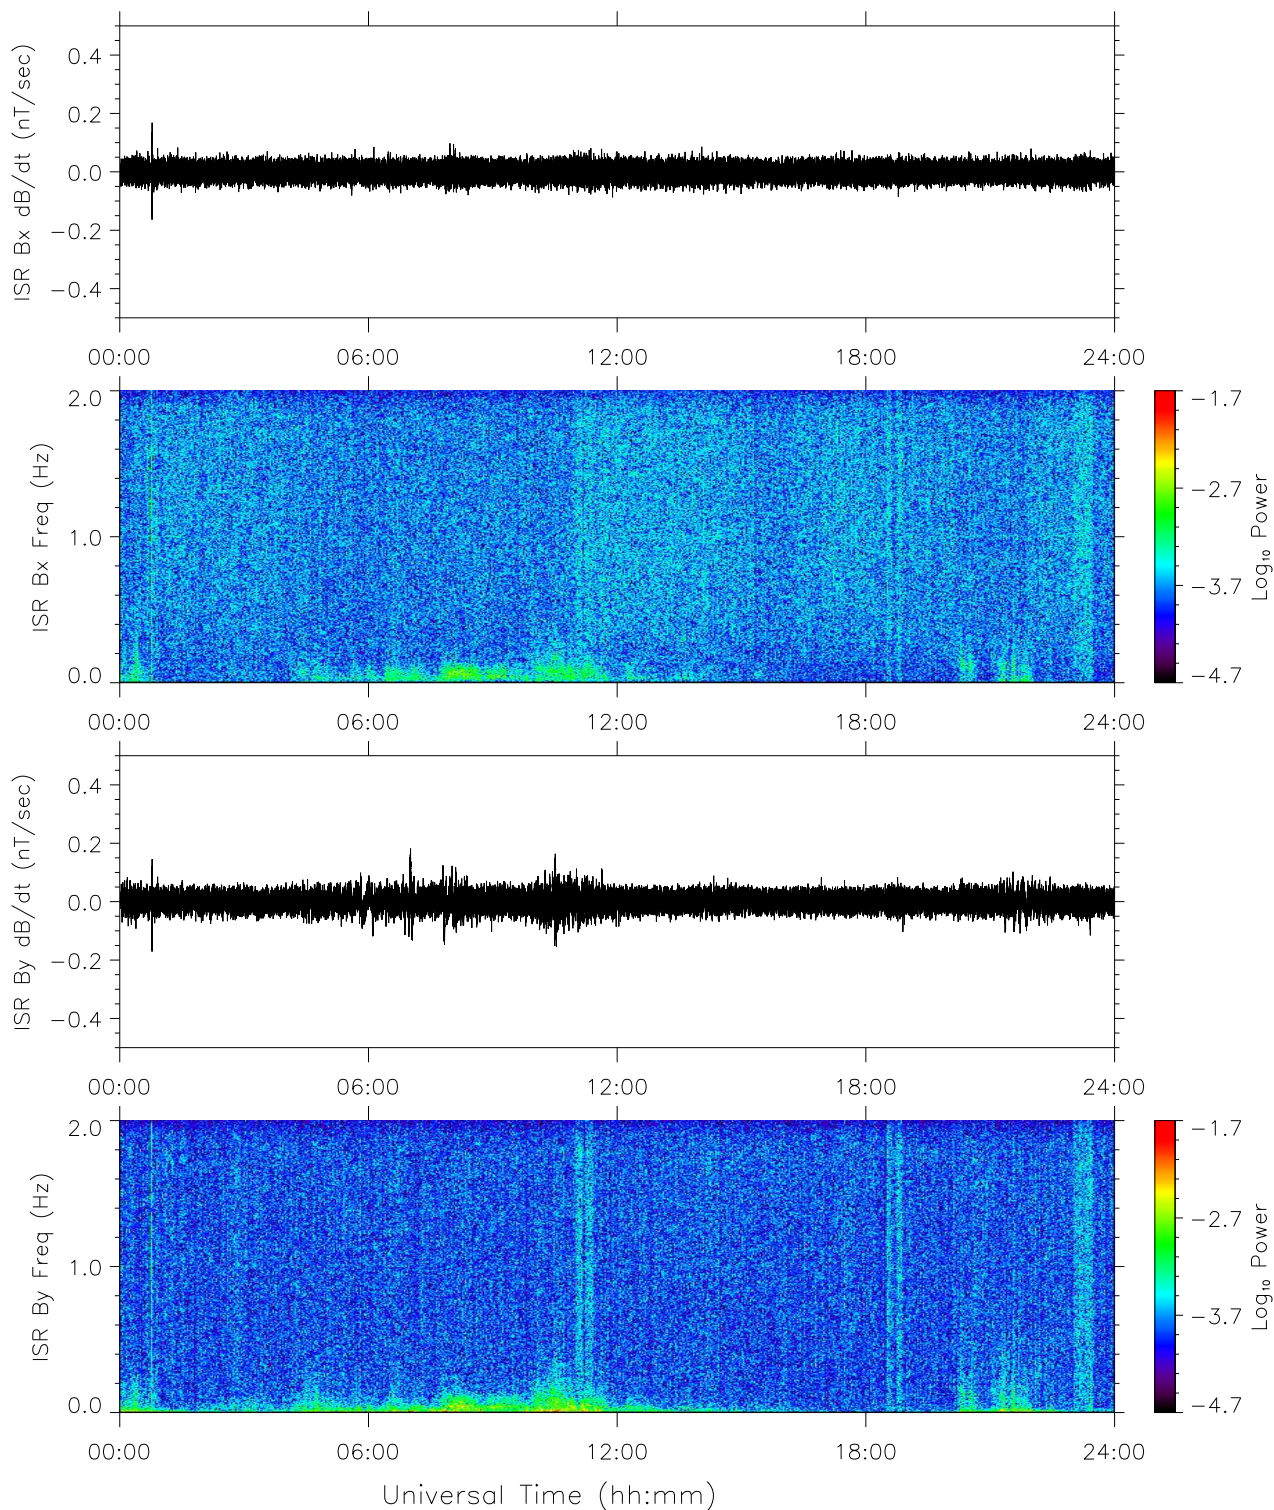 ISR Bx dB/dt (nT/sec)
0.4
0.2
0.0
−0.2
−0.4
00:00 06:00 12:00 18:00 24:00
ISR Bx Freq (Hz)
2.0
1.0
0.0
00:00 06:00 12:00 18:00 24:00
−1.7
−2.7
−3.7
−4.7
Log₁₀ Power
ISR By dB/dt (nT/sec)
0.4
0.2
0.0
−0.2
−0.4
00:00 06:00 12:00 18:00 24:00
ISR By Freq (Hz)
2.0
1.0
0.0
00:00 06:00 12:00 18:00 24:00
−1.7
−2.7
−3.7
−4.7
Log₁₀ Power
Universal Time (hh:mm)